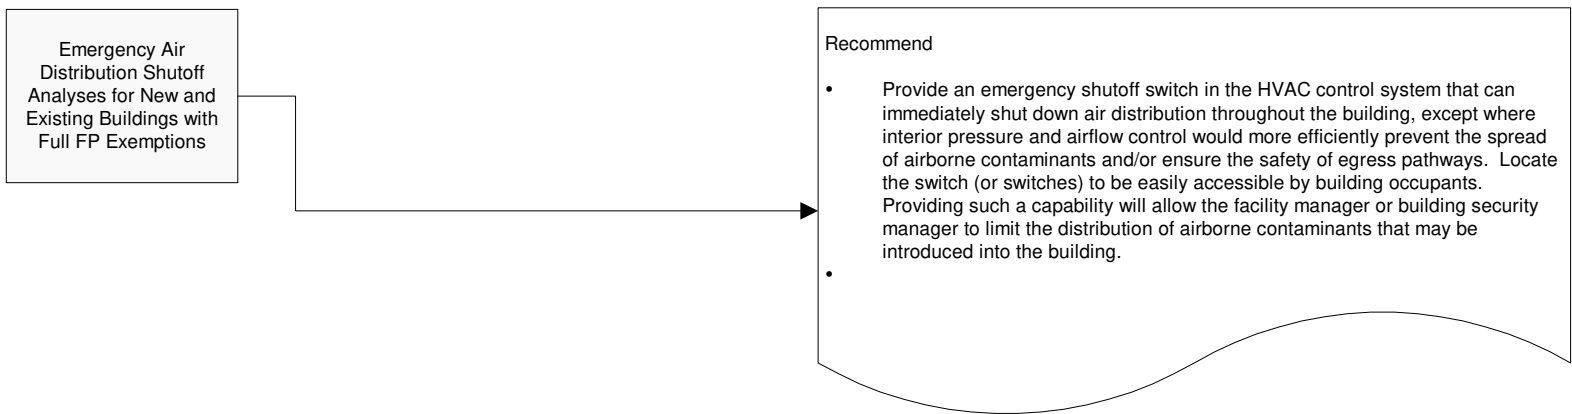 Emergency Air
Distribution Shutoff
Analyses for New and
Existing Buildings with
Full FP Exemptions
Recommend
• Provide an emergency shutoff switch in the HVAC control system that can
immediately shut down air distribution throughout the building, except where
interior pressure and airflow control would more efficiently prevent the spread
of airborne contaminants and/or ensure the safety of egress pathways.  Locate
the switch (or switches) to be easily accessible by building occupants.
Providing such a capability will allow the facility manager or building security
manager to limit the distribution of airborne contaminants that may be
introduced into the building.
•